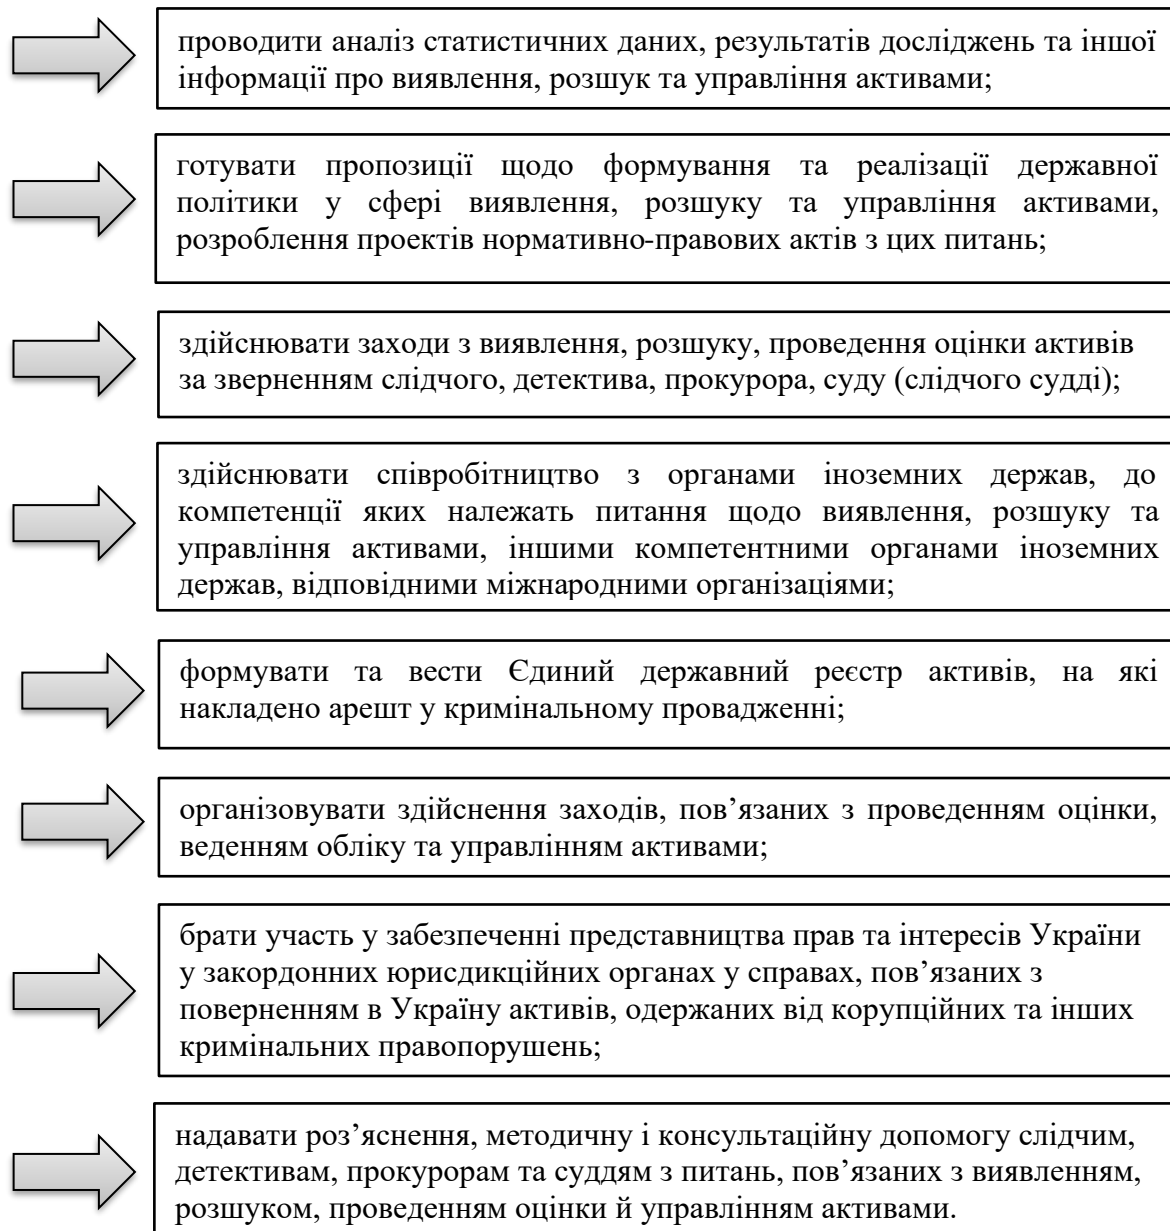 проводити аналіз статистичних даних, результатів досліджень та іншої
інформації про виявлення, розшук та управління активами;
готувати пропозиції щодо формування та реалізації державної
політики у сфері виявлення, розшуку та управління активами,
розроблення проектів нормативно-правових актів з цих питань;
здійснювати заходи з виявлення, розшуку, проведення оцінки активів
за зверненням слідчого, детектива, прокурора, суду (слідчого судді);
здійснювати співробітництво з органами іноземних держав, до
компетенції яких належать питання щодо виявлення, розшуку та
управління активами, іншими компетентними органами іноземних
держав, відповідними міжнародними організаціями;
формувати та вести Єдиний державний реєстр активів, на які
накладено арешт у кримінальному провадженні;
організовувати здійснення заходів, пов’язаних з проведенням оцінки,
веденням обліку та управлінням активами;
брати участь у забезпеченні представництва прав та інтересів України
у закордонних юрисдикційних органах у справах, пов’язаних з
поверненням в Україну активів, одержаних від корупційних та інших
кримінальних правопорушень;
надавати роз’яснення, методичну і консультаційну допомогу слідчим,
детективам, прокурорам та суддям з питань, пов’язаних з виявленням,
розшуком, проведенням оцінки й управлінням активами.